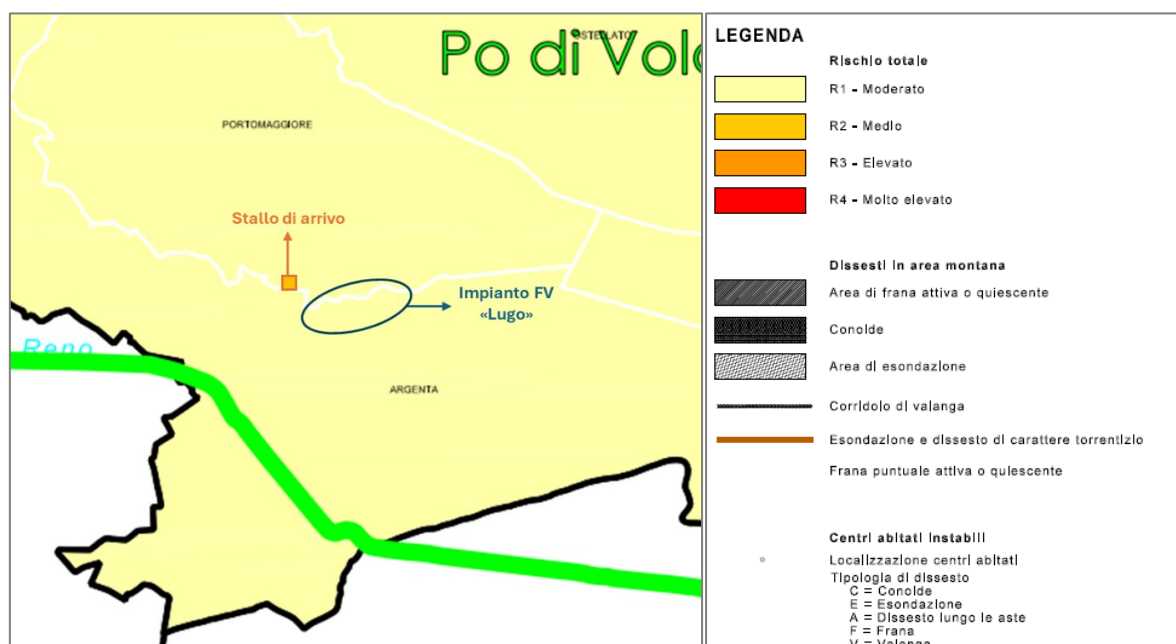 Po di Volo
OSTELLATO
PORTOMAGGIORE
Stallo di arrivo
Impianto FV
«Lugo»
Reno
ARGENTA
LEGENDA
Rischio totale
R1 - Moderato
R2 - Medio
R3 - Elevato
R4 - Molto elevato
Dissesti in area montana
Area di frana attiva o quiescente
Conoide
Area di esondazione
Corridoio di valanga
Esondazione e dissesto di carattere torrentizio
Frana puntuale attiva o quiescente
Centri abitati instabili
Localizzazione centri abitati
Tipologia di dissesto
C = Conoide
E = Esondazione
A = Dissesto lungo le aste
F = Frana
V = Valanga